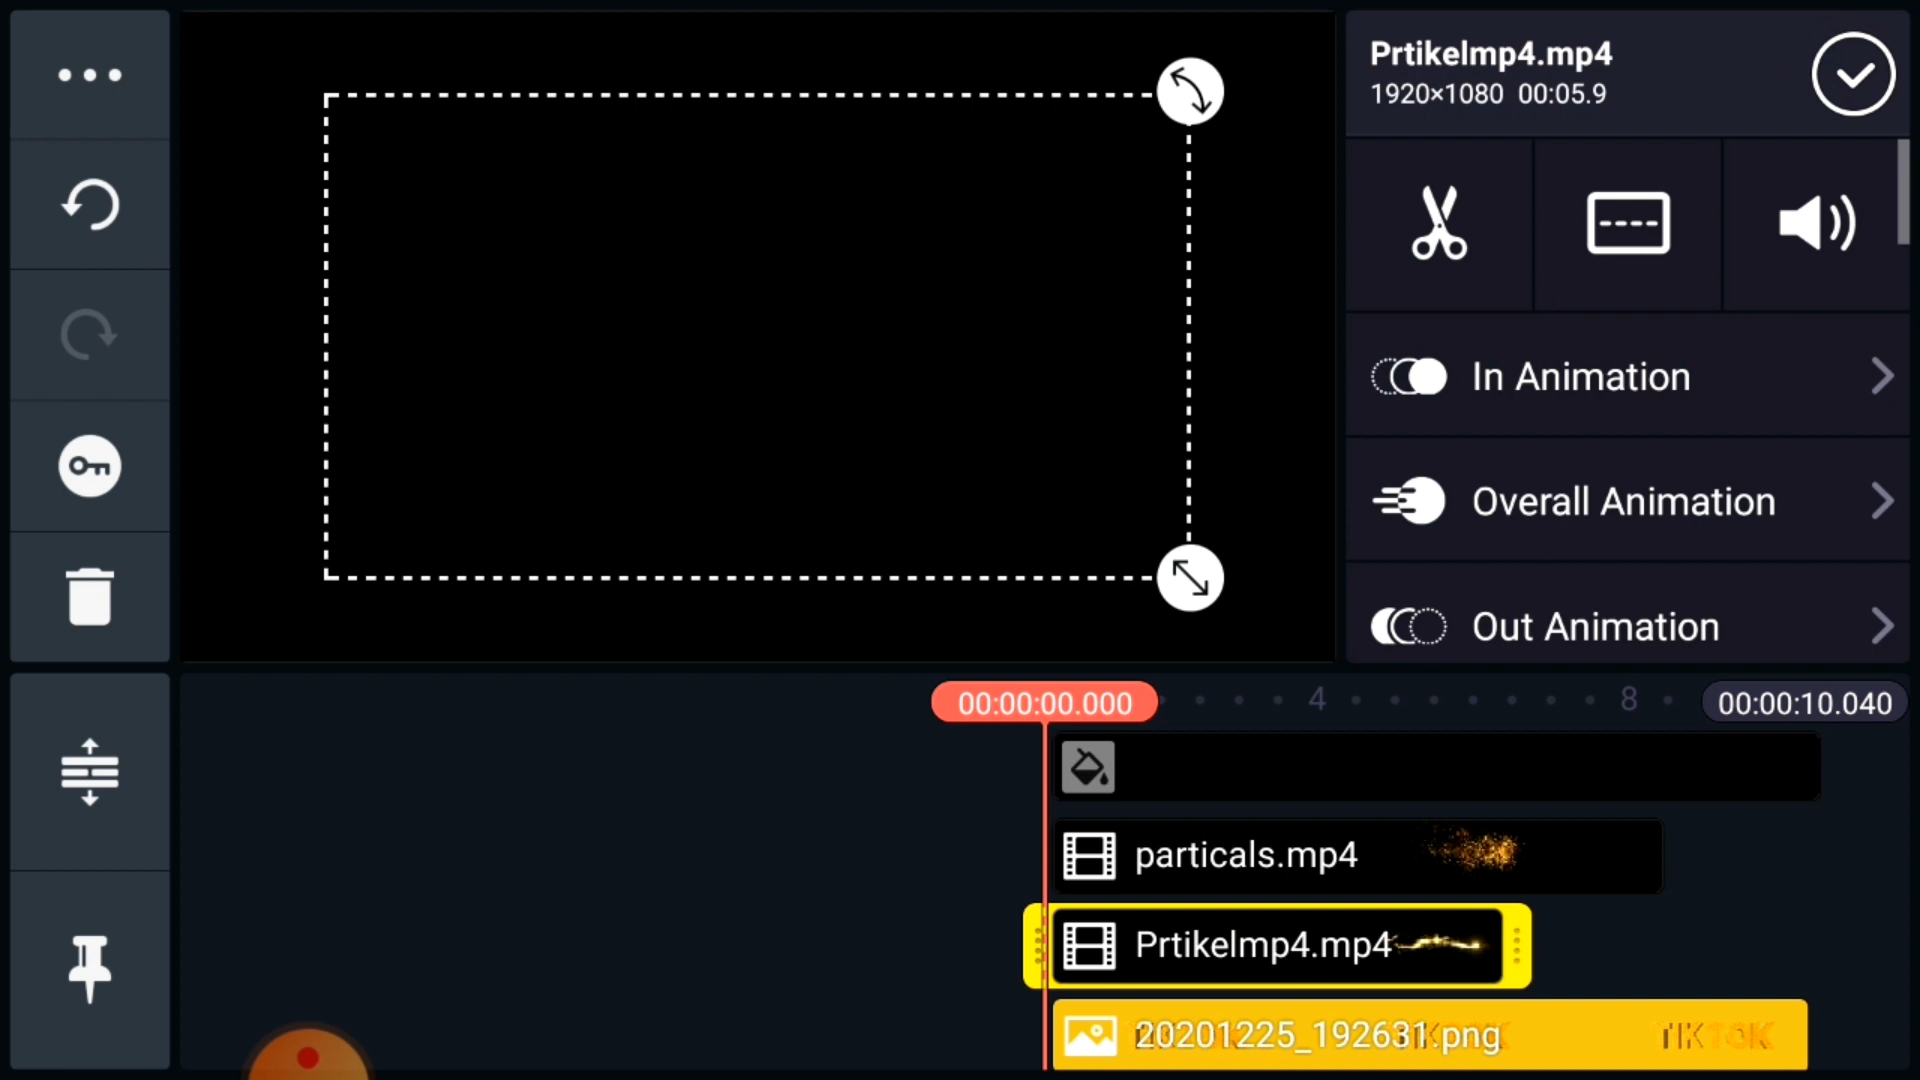 Prtikelmp4.mp4
1920×1080 00:05.9
In Animation
Overall Animation
Out Animation
00:00:00.000
4
8
00:00:10.040
particals.mp4
Prtikelmp4.mp4
20201225_192631.png
TIKTOK